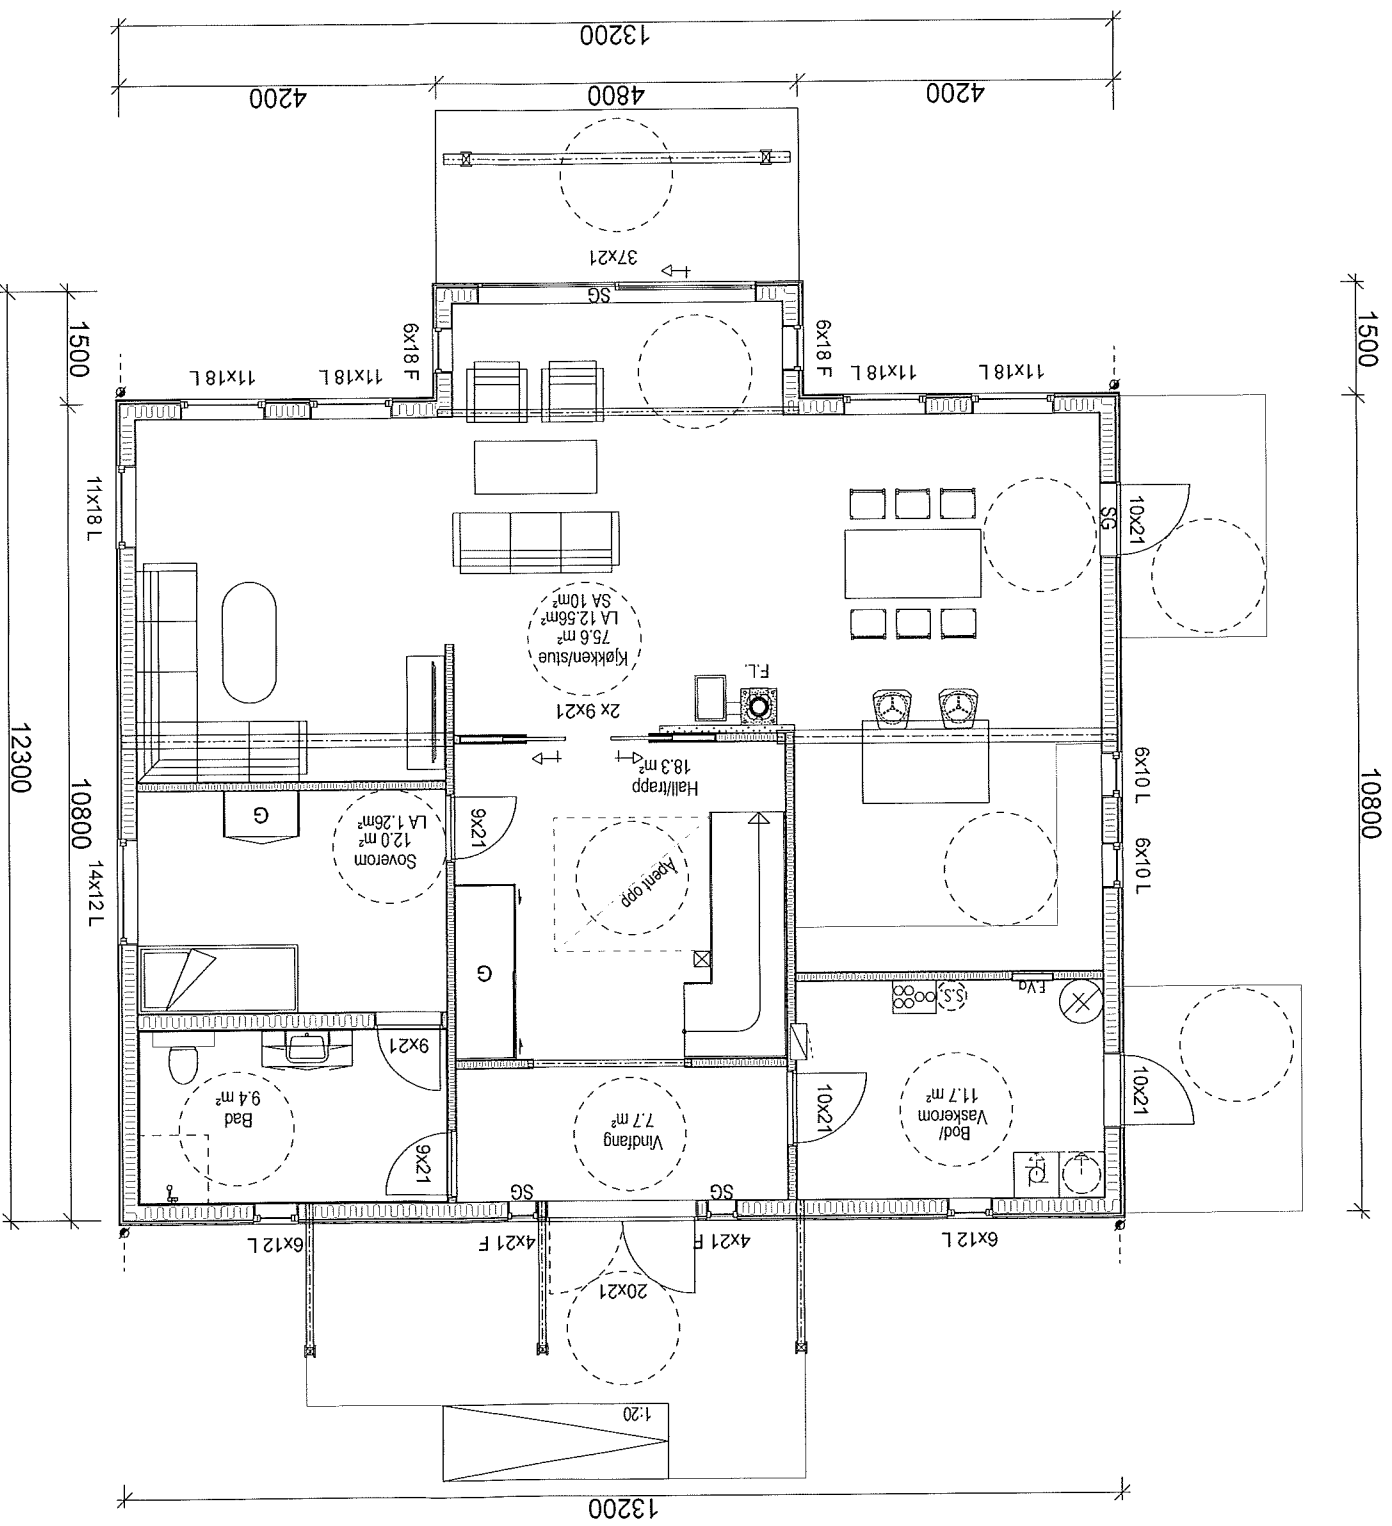 13200
4200
4800
4200
37x21
SG
1500
1500
6x18 F
6x18 F
11x18 L
11x18 L
11x18 L
11x18 L
11x18 L
10x21
SG
Kjøkken/stue
75.6 m²
LA 12.56m²
SA 10m²
F.L.
2x 9x21
Hall/trapp
18.3 m²
12300
10800
10800
6x10 L
6x10 L
G
9x21
Soverom
12.0 m²
LA 1.26m²
14x12 L
Åpent opp
G
S.S
F.Vg
9x21
Bad
9.4 m²
9x21
Vindfang
7.7 m²
10x21
Bod/
Vaskerom
11.7 m²
10x21
SG
SG
6x12 L
4x21 F
4x21 F
6x12 L
20x21
1:20
13200